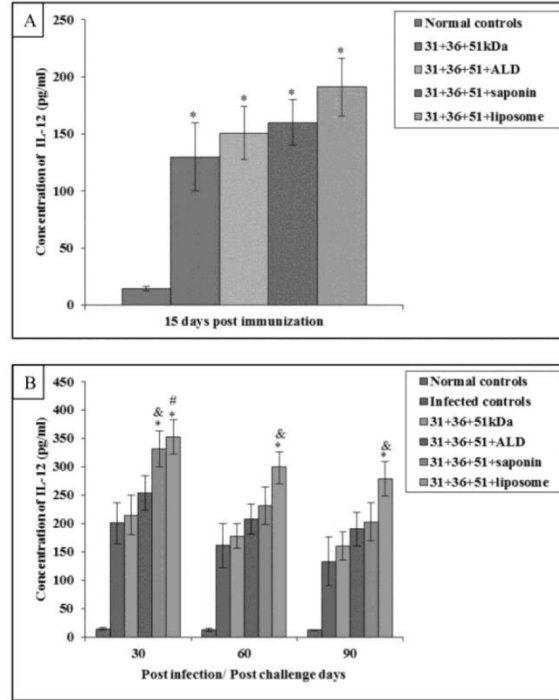 A
Normal controls
31+36+51kDa
31+36+51+ALD
31+36+51+saponin
31+36+51+liposome
Concentration of IL-12 (pg/ml)
250
200
150
100
50
0
*
*
*
*
15 days post immunization
B
Normal controls
Infected controls
31+36+51kDa
31+36+51+ALD
31+36+51+saponin
31+36+51+liposome
Concentration of IL-12 (pg/ml)
450
400
350
300
250
200
150
100
50
0
&
*
#
*
&
*
&
*
30 60 90
Post infection/ Post challenge days